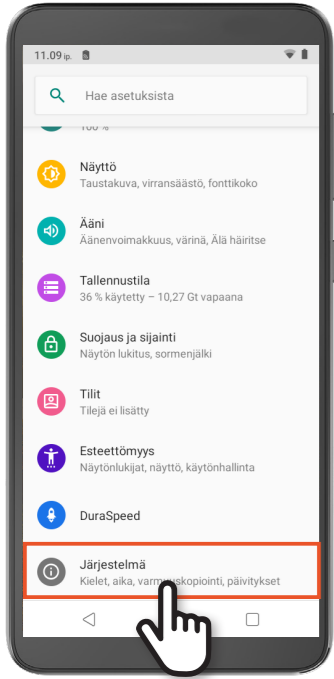 11.09 ip.
Hae asetuksista
100 %
Näyttö
Taustakuva, virransäästö, fonttikoko
Ääni
Äänenvoimakkuus, värinä, Älä häiritse
Tallennustila
36 % käytetty – 10,27 Gt vapaana
Suojaus ja sijainti
Näytön lukitus, sormenjälki
Tilit
Tilejä ei lisätty
Esteettömyys
Näytönlukijat, näyttö, käytönhallinta
DuraSpeed
Järjestelmä
Kielet, aika, varmuuskopiointi, päivitykset